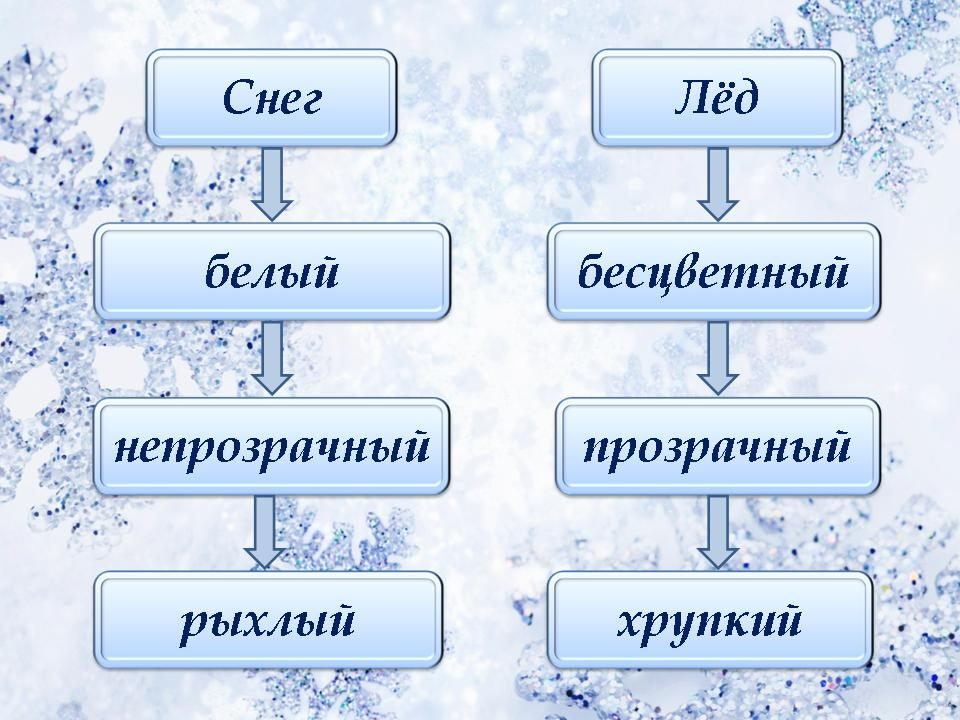 Снег
белый
непрозрачный
рыхлый
Лёд
бесцветный
прозрачный
хрупкий